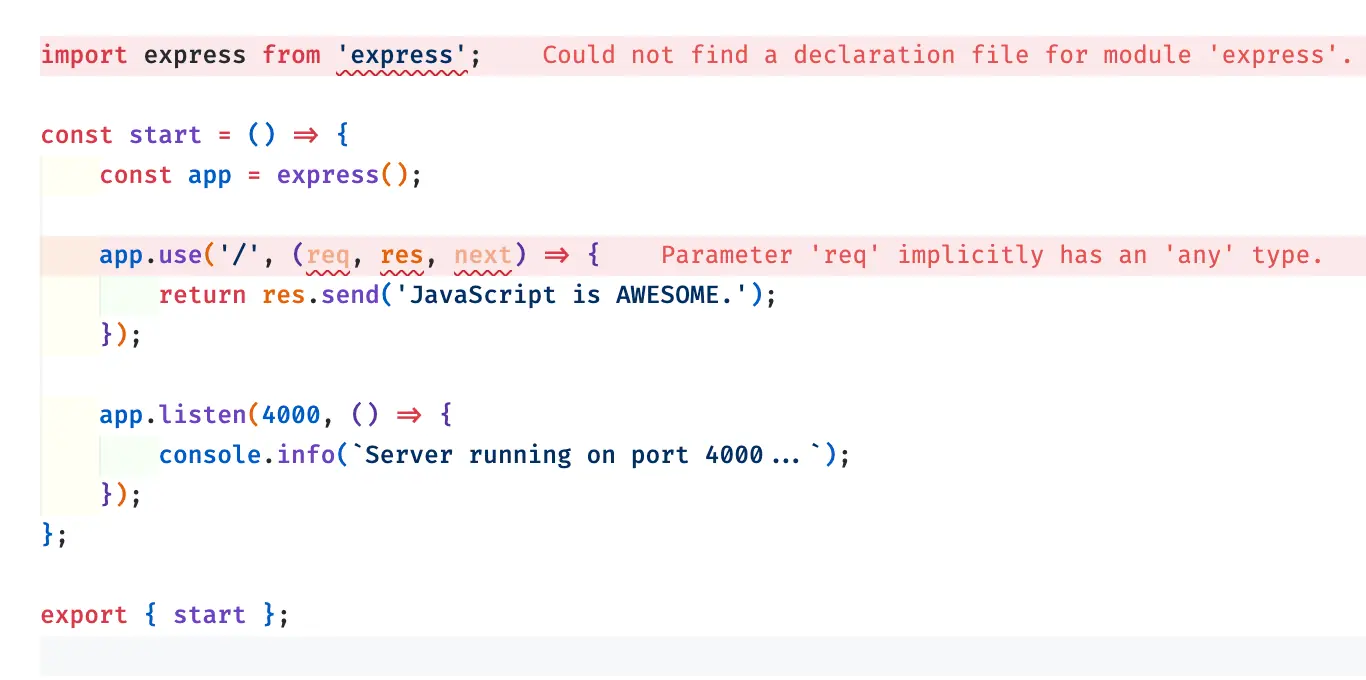 import express from 'express';    Could not find a declaration file for module 'express'.
const start = () => {
    const app = express();
    app.use('/', (req, res, next) => {    Parameter 'req' implicitly has an 'any' type.
        return res.send('JavaScript is AWESOME.');
    });
    app.listen(4000, () => {
        console.info(`Server running on port 4000...`);
    });
};
export { start };